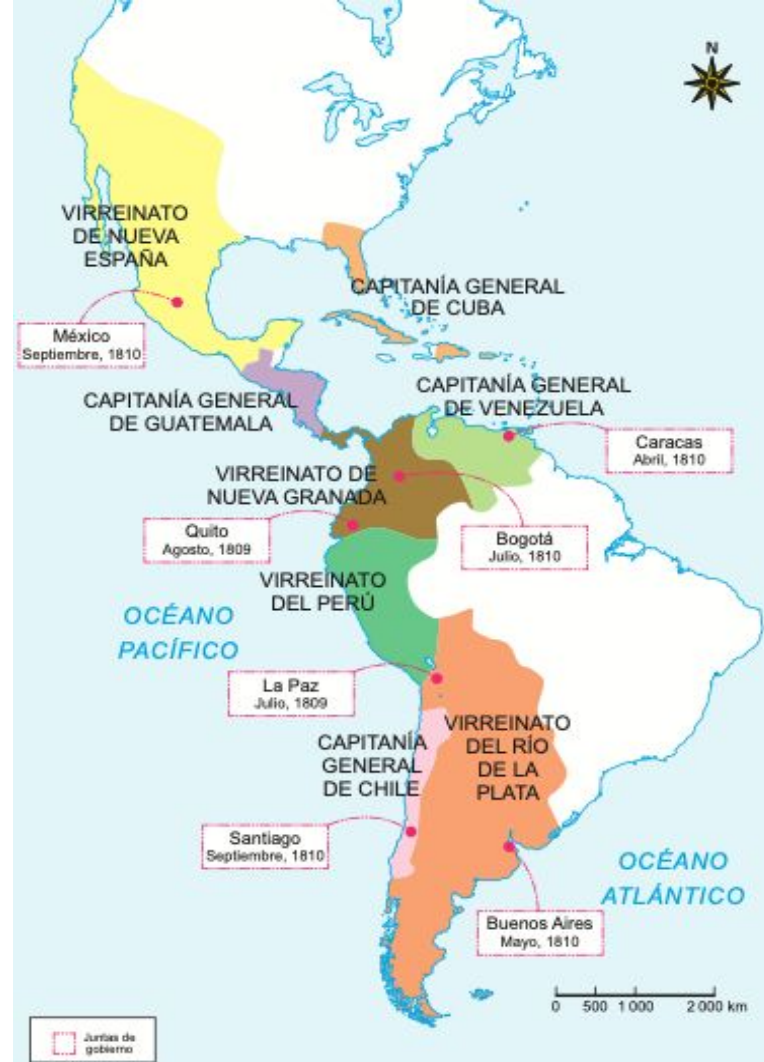 N
VIRREINATO
DE NUEVA
ESPAÑA
CAPITANÍA GENERAL
DE CUBA
México
Septiembre, 1810
CAPITANÍA GENERAL
DE GUATEMALA
CAPITANÍA GENERAL
DE VENEZUELA
Caracas
Abril, 1810
VIRREINATO DE
NUEVA GRANADA
Quito
Agosto, 1809
Bogotá
Julio, 1810
VIRREINATO
DEL PERÚ
OCÉANO
PACÍFICO
La Paz
Julio, 1809
CAPITANÍA
GENERAL
DE CHILE
VIRREINATO
DEL RÍO
DE LA
PLATA
Santiago
Septiembre, 1810
OCÉANO
ATLÁNTICO
Buenos Aires
Mayo, 1810
0 500 1 000 2 000 km
Juntas de
gobierno